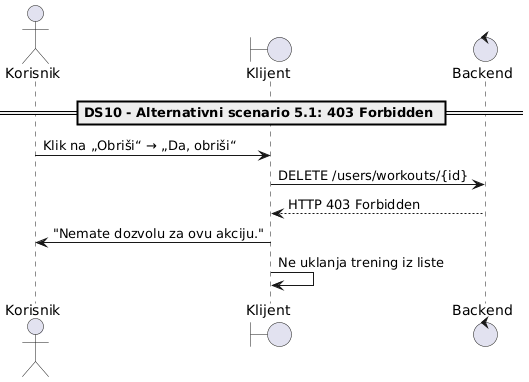 Korisnik
Klijent
Backend
DS10 - Alternativni scenario 5.1: 403 Forbidden
Klik na „Obriši“ → „Da, obriši“
DELETE /users/workouts/{id}
HTTP 403 Forbidden
"Nemate dozvolu za ovu akciju."
Ne uklanja trening iz liste
Korisnik
Klijent
Backend